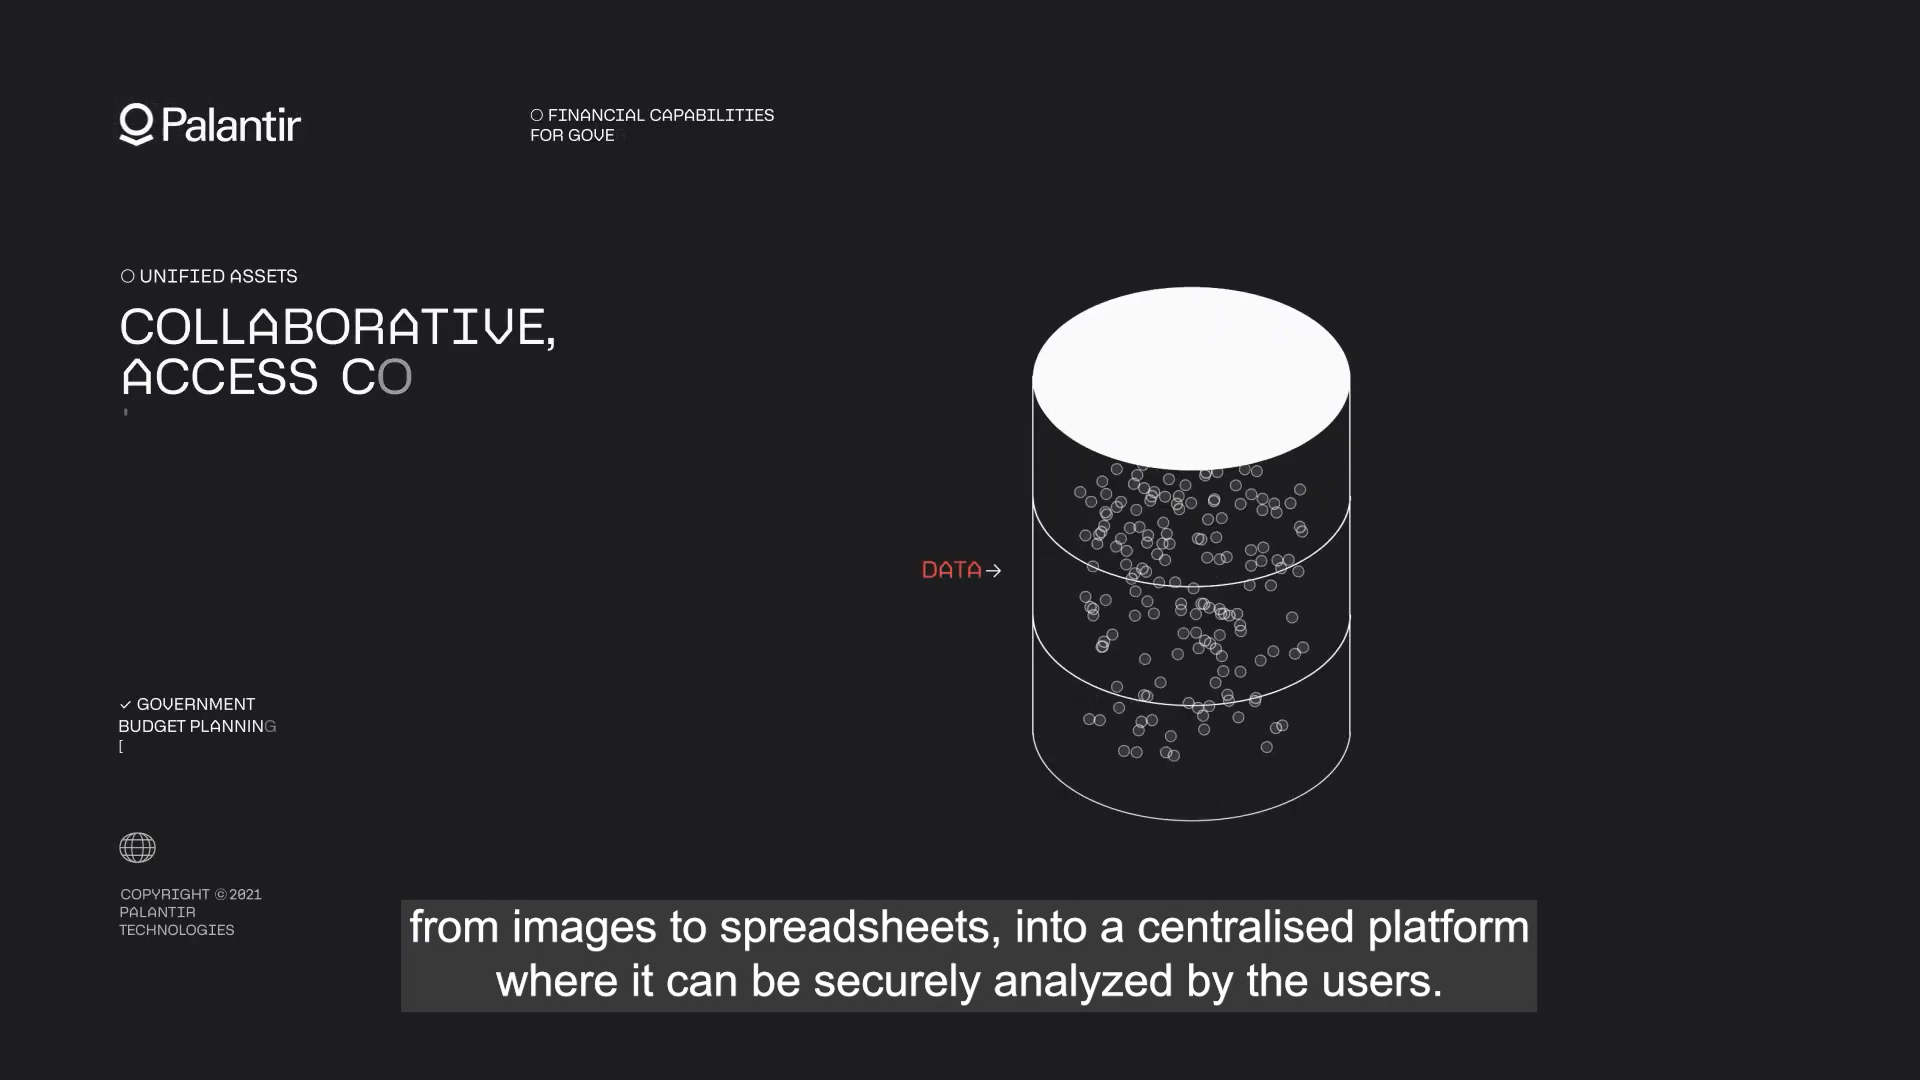 Palantir
FINANCIAL CAPABILITIES
FOR GOVE
UNIFIED ASSETS
COLLABORATIVE,
ACCESS CO
DATA→
✓ GOVERNMENT
BUDGET PLANNING
[
COPYRIGHT ©2021
PALANTIR
TECHNOLOGIES
from images to spreadsheets, into a centralised platform
where it can be securely analyzed by the users.